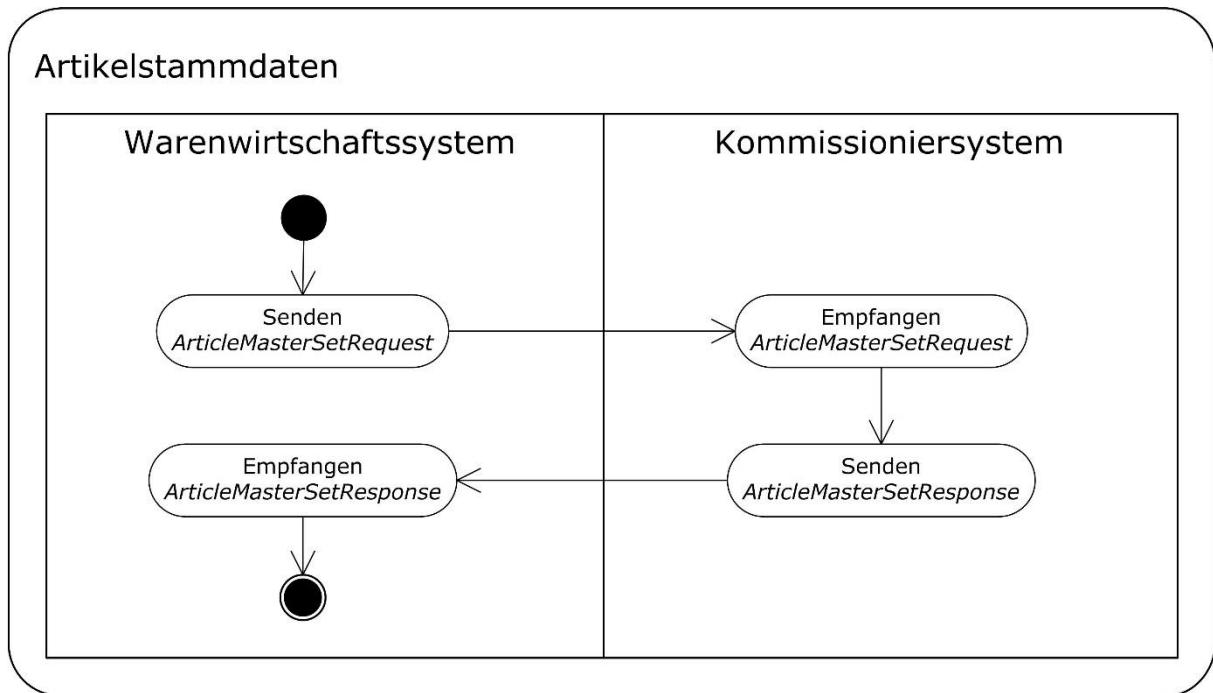 Artikelstammdaten
Warenwirtschaftssystem
Kommissioniersystem
Senden
ArticleMasterSetRequest
Empfangen
ArticleMasterSetRequest
Empfangen
ArticleMasterSetResponse
Senden
ArticleMasterSetResponse